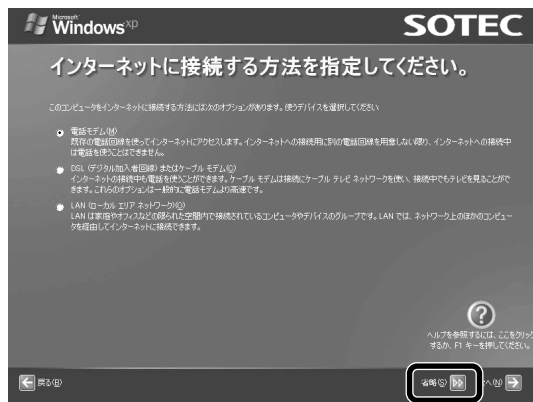 Microsoft
Windows xp
SOTEC
インターネットに接続する方法を指定してください。
このコンピュータをインターネットに接続する方法には次のオプションがあります。使うデバイスを選択してください
電話モデム(M)
既存の電話回線を使ってインターネットにアクセスします。インターネットへの接続用に別の電話回線を用意しない限り、インターネットへの接続中
は電話を使うことはできません。
DSL (デジタル加入者回線) またはケーブル モデム(C)
インターネットの接続中も電話を使うことができます。ケーブル モデムは接続にケーブル テレビ ネットワークを使い、接続中でもテレビを見ることがで
きます。これらのオプションは一般的に電話モデムより高速です。
LAN (ローカル エリア ネットワーク)(O)
LAN は家庭やオフィスなどの限られた空間内で接続されているコンピュータやデバイスのグループです。LAN では、ネットワーク上のほかのコンピュー
タを経由してインターネットに接続できます。
?
ヘルプを参照するには、ここをクリック
するか、F1 キーを押してください。
戻る(B)
省略(S)
へ(N)